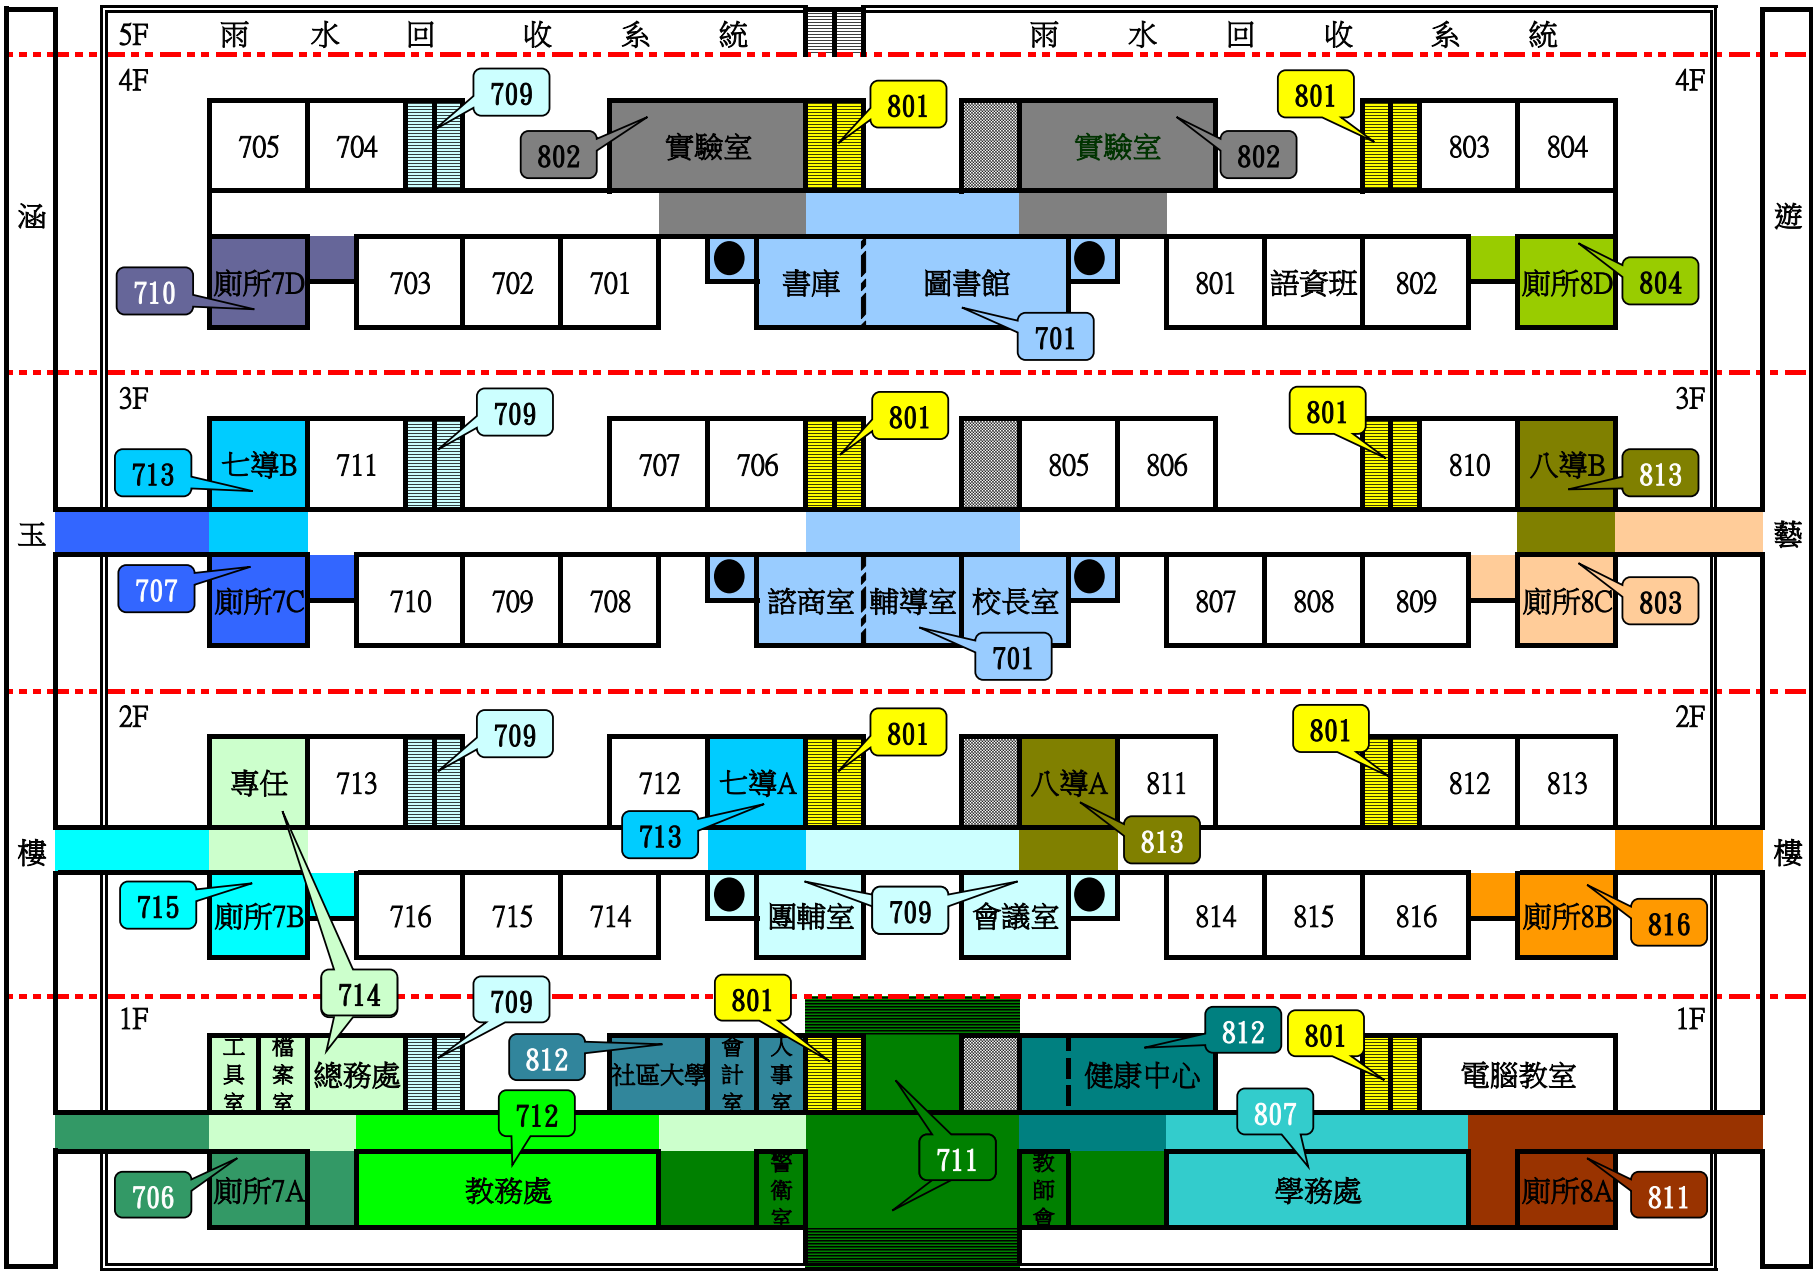 5F 雨 水 回 收 系 統 雨 水 回 收 系 統
4F 4F
709 801 801
705 704 802 實驗室 實驗室 802 803 804
涵 遊
710 廁所7D 703 702 701 書庫 圖書館 801 語資班 802 廁所8D 804
701
3F 3F
709 801 801
713 七導B 711 707 706 805 806 810 八導B 813
玉 藝
707 廁所7C 710 709 708 諮商室 輔導室 校長室 807 808 809 廁所8C 803
701
2F 2F
709 801 801
專任 713 712 七導A 八導A 811 812 813
713 813
樓 樓
715 廁所7B 716 715 714 團輔室 709 會議室 814 815 816 廁所8B 816
714 709 801
1F 1F
812 812 801
工具室 檔案室 總務處 社區大學 會計室 人事室 健康中心 電腦教室
712 807
711
706 廁所7A 教務處 警衛室 教師會 學務處 廁所8A 811